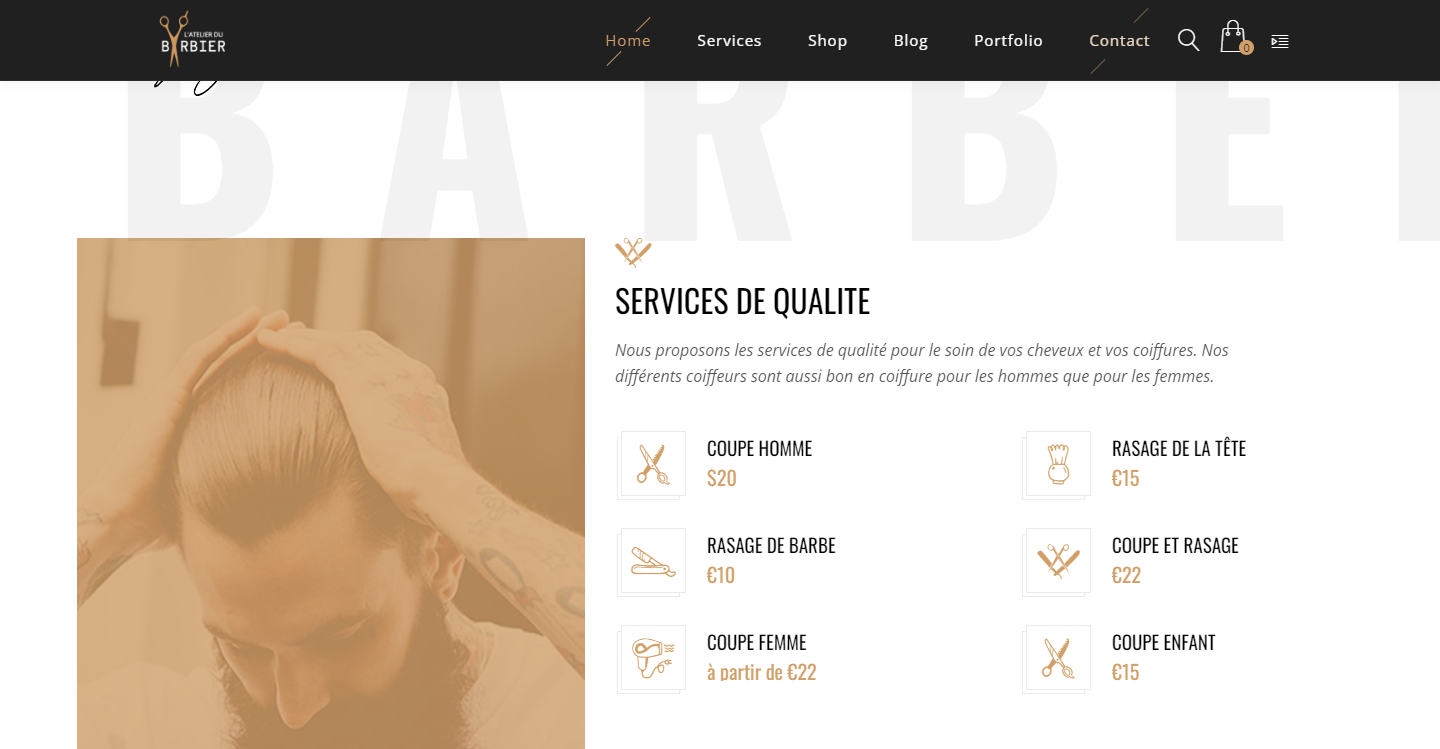 L'ATELIER DU
BARBIER
Home Services Shop Blog Portfolio Contact 0
SERVICES DE QUALITE
Nous proposons les services de qualité pour le soin de vos cheveux et vos coiffures. Nos
différents coiffeurs sont aussi bon en coiffure pour les hommes que pour les femmes.
COUPE HOMME
$20
RASAGE DE LA TÊTE
€15
RASAGE DE BARBE
€10
COUPE ET RASAGE
€22
COUPE FEMME
à partir de €22
COUPE ENFANT
€15